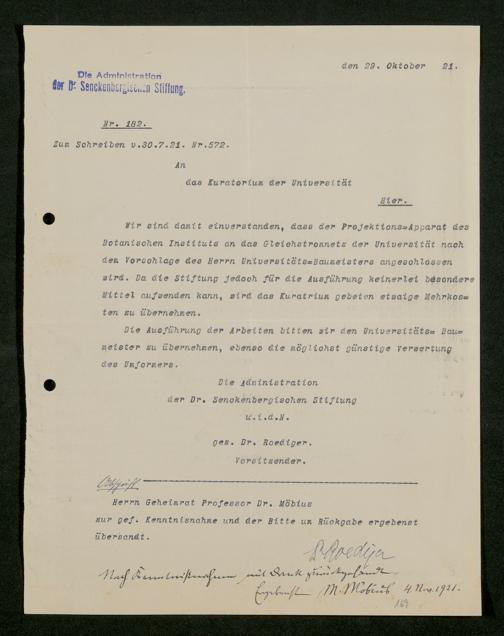 den 29. Oktober 21.
Die Administration
der Dr. Senckenbergischen Stiftung.
Nr. 182.
Zum Schreiben v.30.7.21. Nr.572.
An
das Kuratorium der Universität
Hier.
Wir sind damit einverstanden, dass der Projektions=Apparat des
Botanischen Instituts an das Gleichstromnetz der Universität nach
dem Vorschlage des Herrn Universitäts=Baumeisters angeschlossen
wird. Da die Stiftung jedoch für die Ausführung keinerlei besondere
Mittel aufwenden kann, wird das Kuratrium gebeten etwaige Mehrkos=
ten zu übernehmen.
Die Ausführung der Arbeiten bitten wir den Universitäts= Bau=
meister zu übernehmen, ebenso die möglichst günstige Verwertung
des Umformers.
Die Administration
der Dr. Senckenbergischen Stiftung
u.i.d.N.
gez. Dr. Roediger.
Vorsitzender.
Abschrift
Herrn Geheimrat Professor Dr. Möbius
zur gef. Kenntnisnahme und der Bitte um Rückgabe ergebenst
übersandt.
Roediger
Nach Kenntnisnahme mit Dank zurückgesandt.
Ergebenst M. Möbius 4 Nov. 1921.